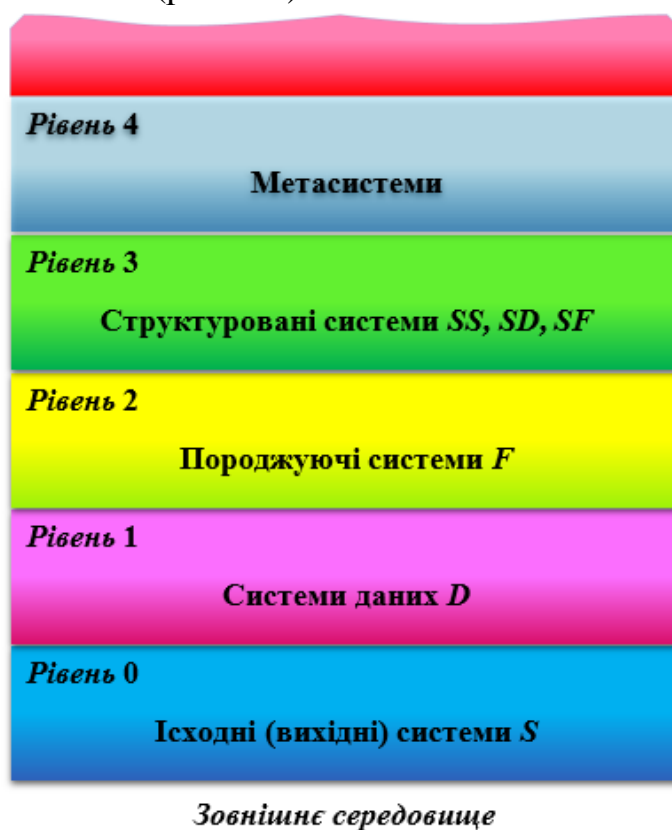 Рівень 4
Метасистеми
Рівень 3
Структуровані системи SS, SD, SF
Рівень 2
Породжуючі системи F
Рівень 1
Системи даних D
Рівень 0
Ісходні (вихідні) системи S
Зовнішнє середовище